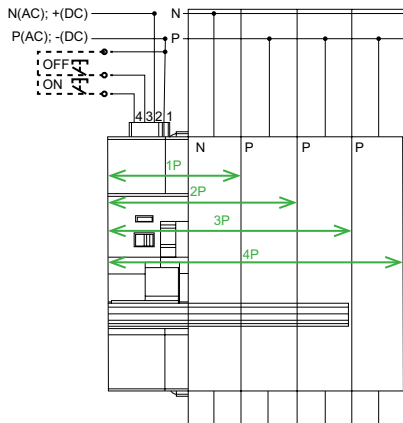 N(AC); +(DC) N
P(AC); -(DC) P
OFF
ON
4 3 2 1
N P P P
1P
2P
3P
4P